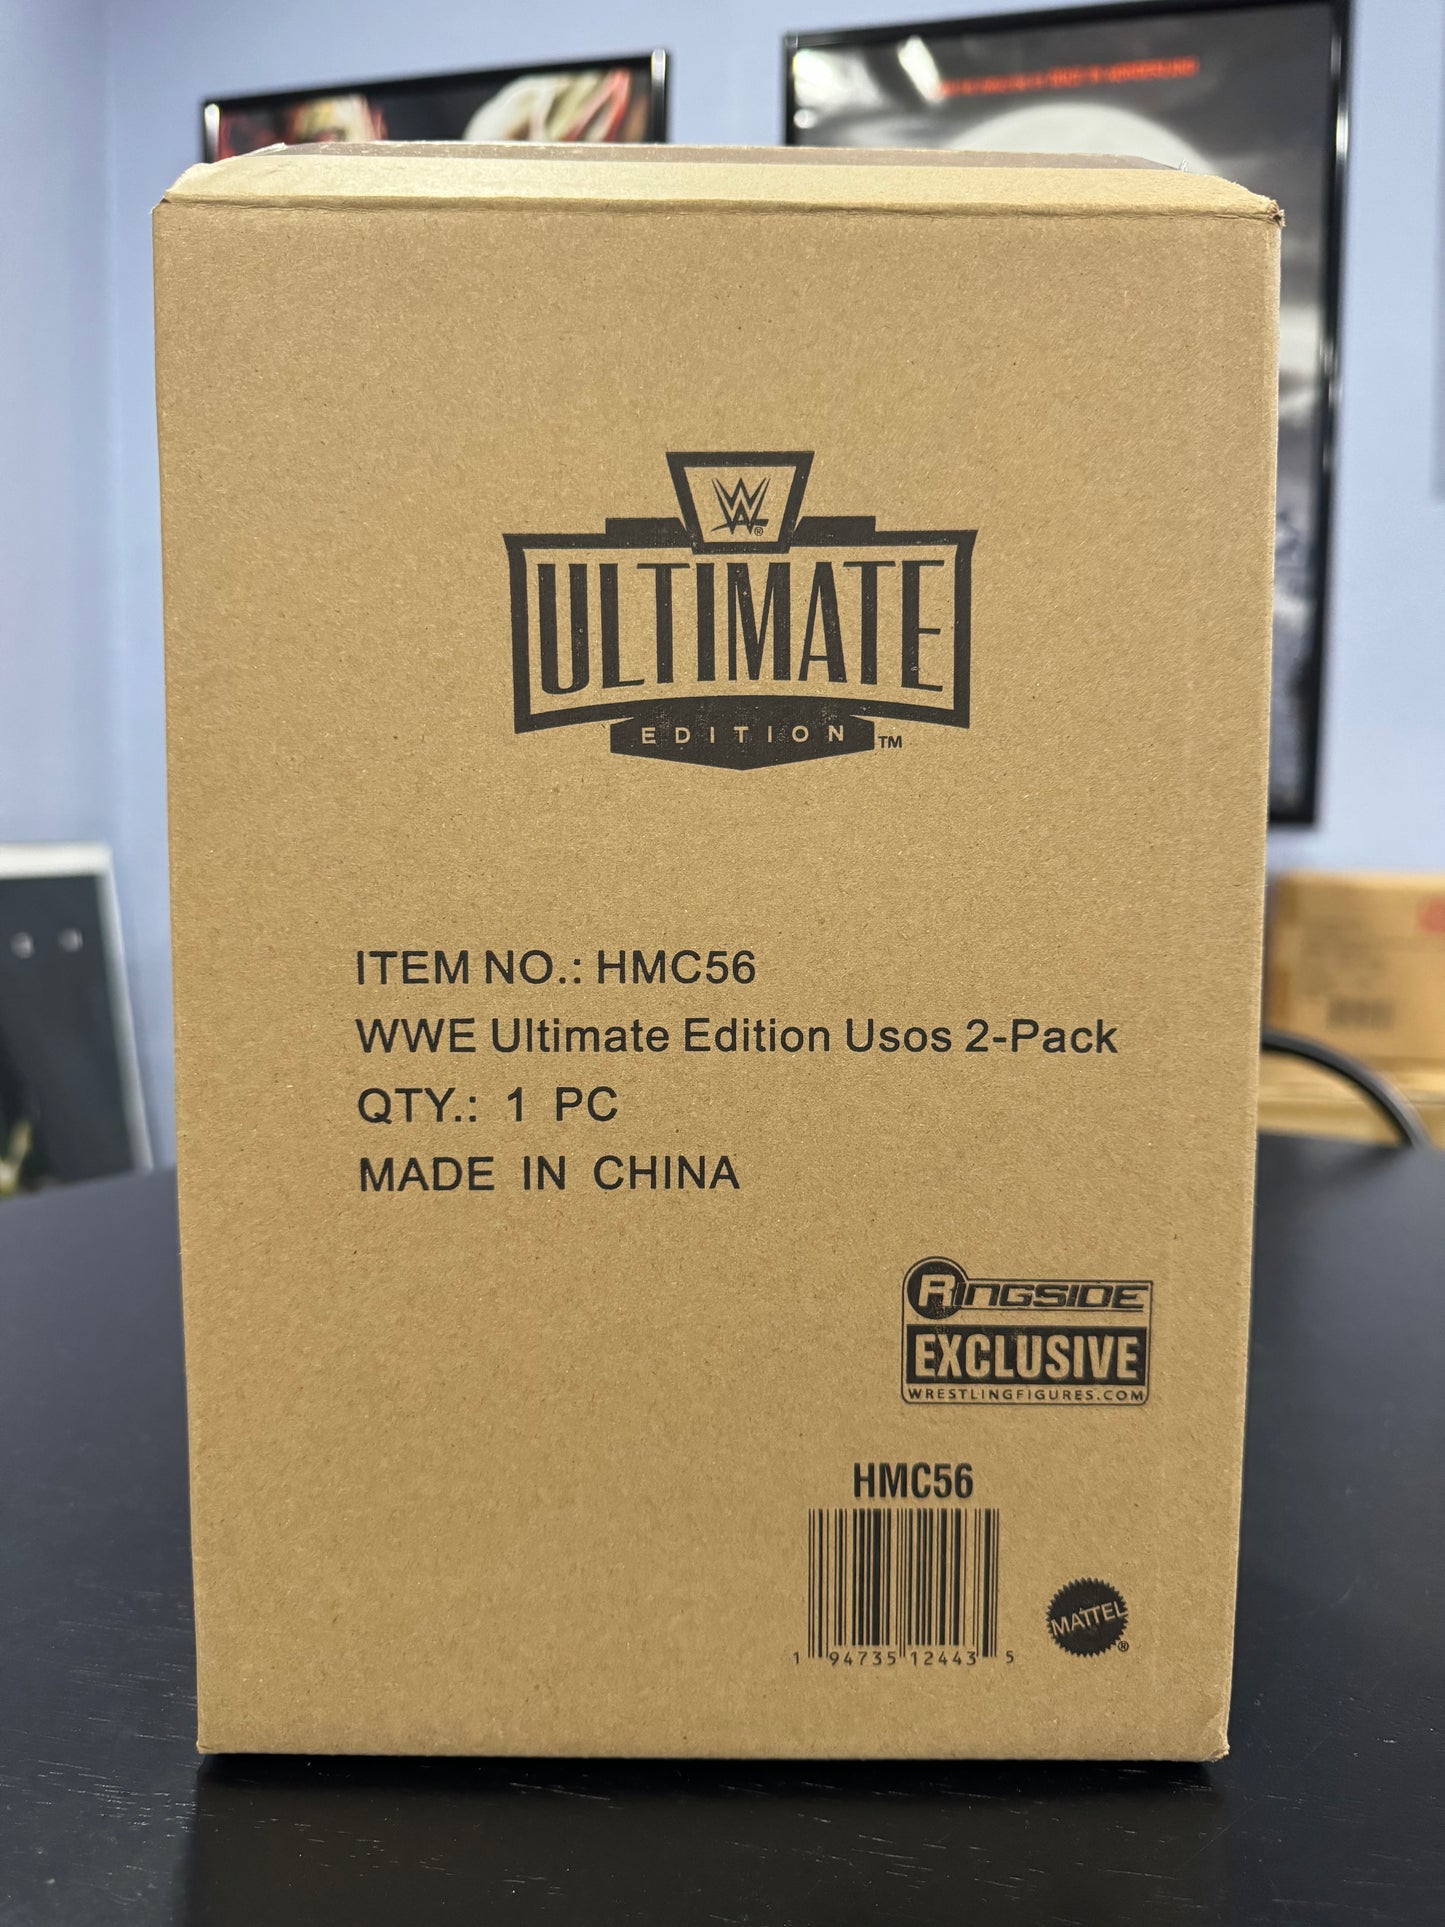 W
®
ULTIMATE
EDITION ™
ITEM NO.: HMC56
WWE Ultimate Edition Usos 2-Pack
QTY.: 1 PC
MADE IN CHINA
RINGSIDE
EXCLUSIVE
WRESTLINGFIGURES.COM
HMC56
1 94735 12443 5
MATTEL
®